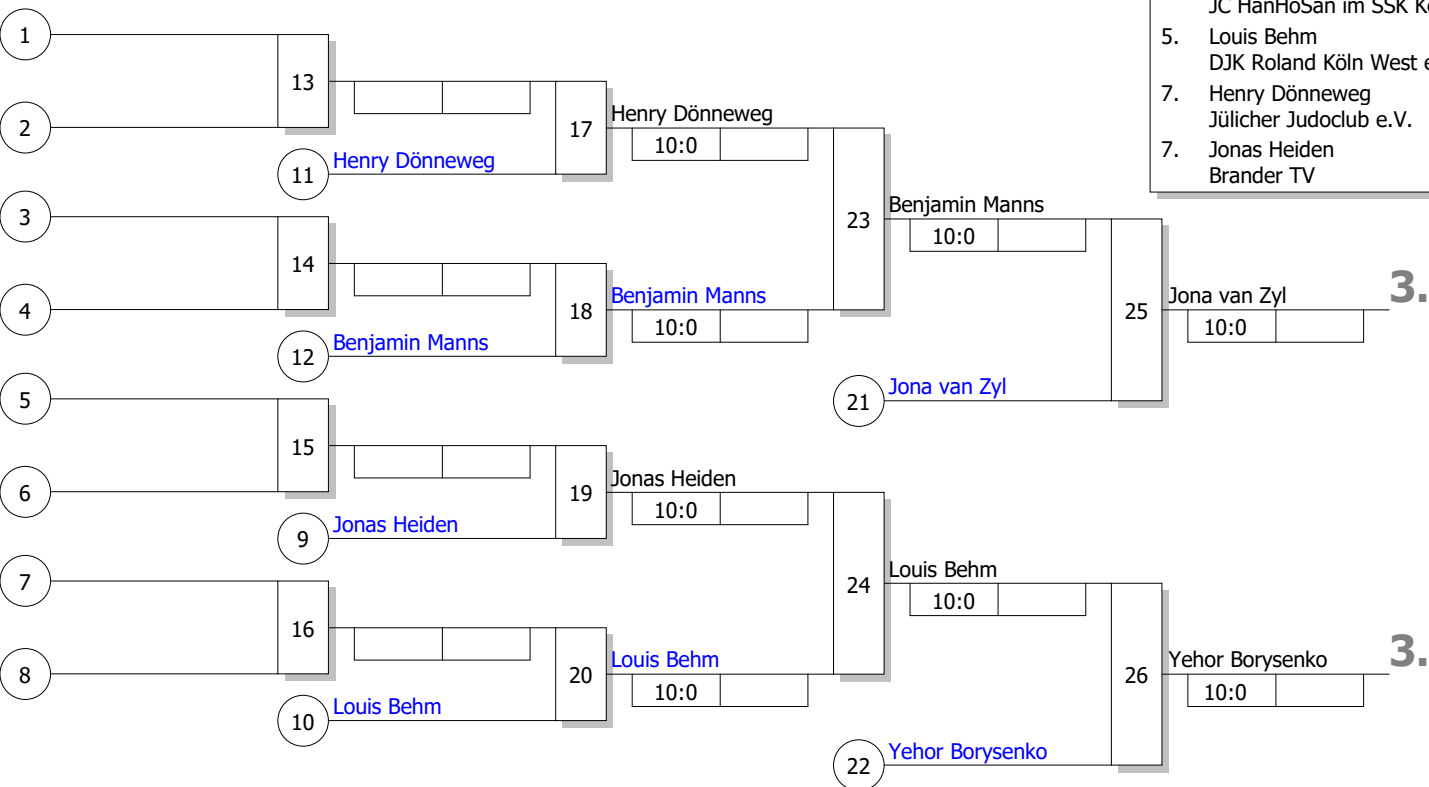 JC HanHoSan im SSK
5. Louis Behm
DJK Roland Köln West
7. Henry Dönneweg
Jülicher Judoclub e.V.
7. Jonas Heiden
Brander TV
1
13
2
17
Henry Dönneweg
10:0
11
Henry Dönneweg
23
Benjamin Manns
10:0
3
14
4
18
Benjamin Manns
10:0
12
Benjamin Manns
25
Jona van Zyl
3.
10:0
21
Jona van Zyl
5
15
6
19
Jonas Heiden
10:0
9
Jonas Heiden
24
Louis Behm
10:0
7
16
8
20
Louis Behm
10:0
10
Louis Behm
26
Yehor Borysenko
3.
10:0
22
Yehor Borysenko